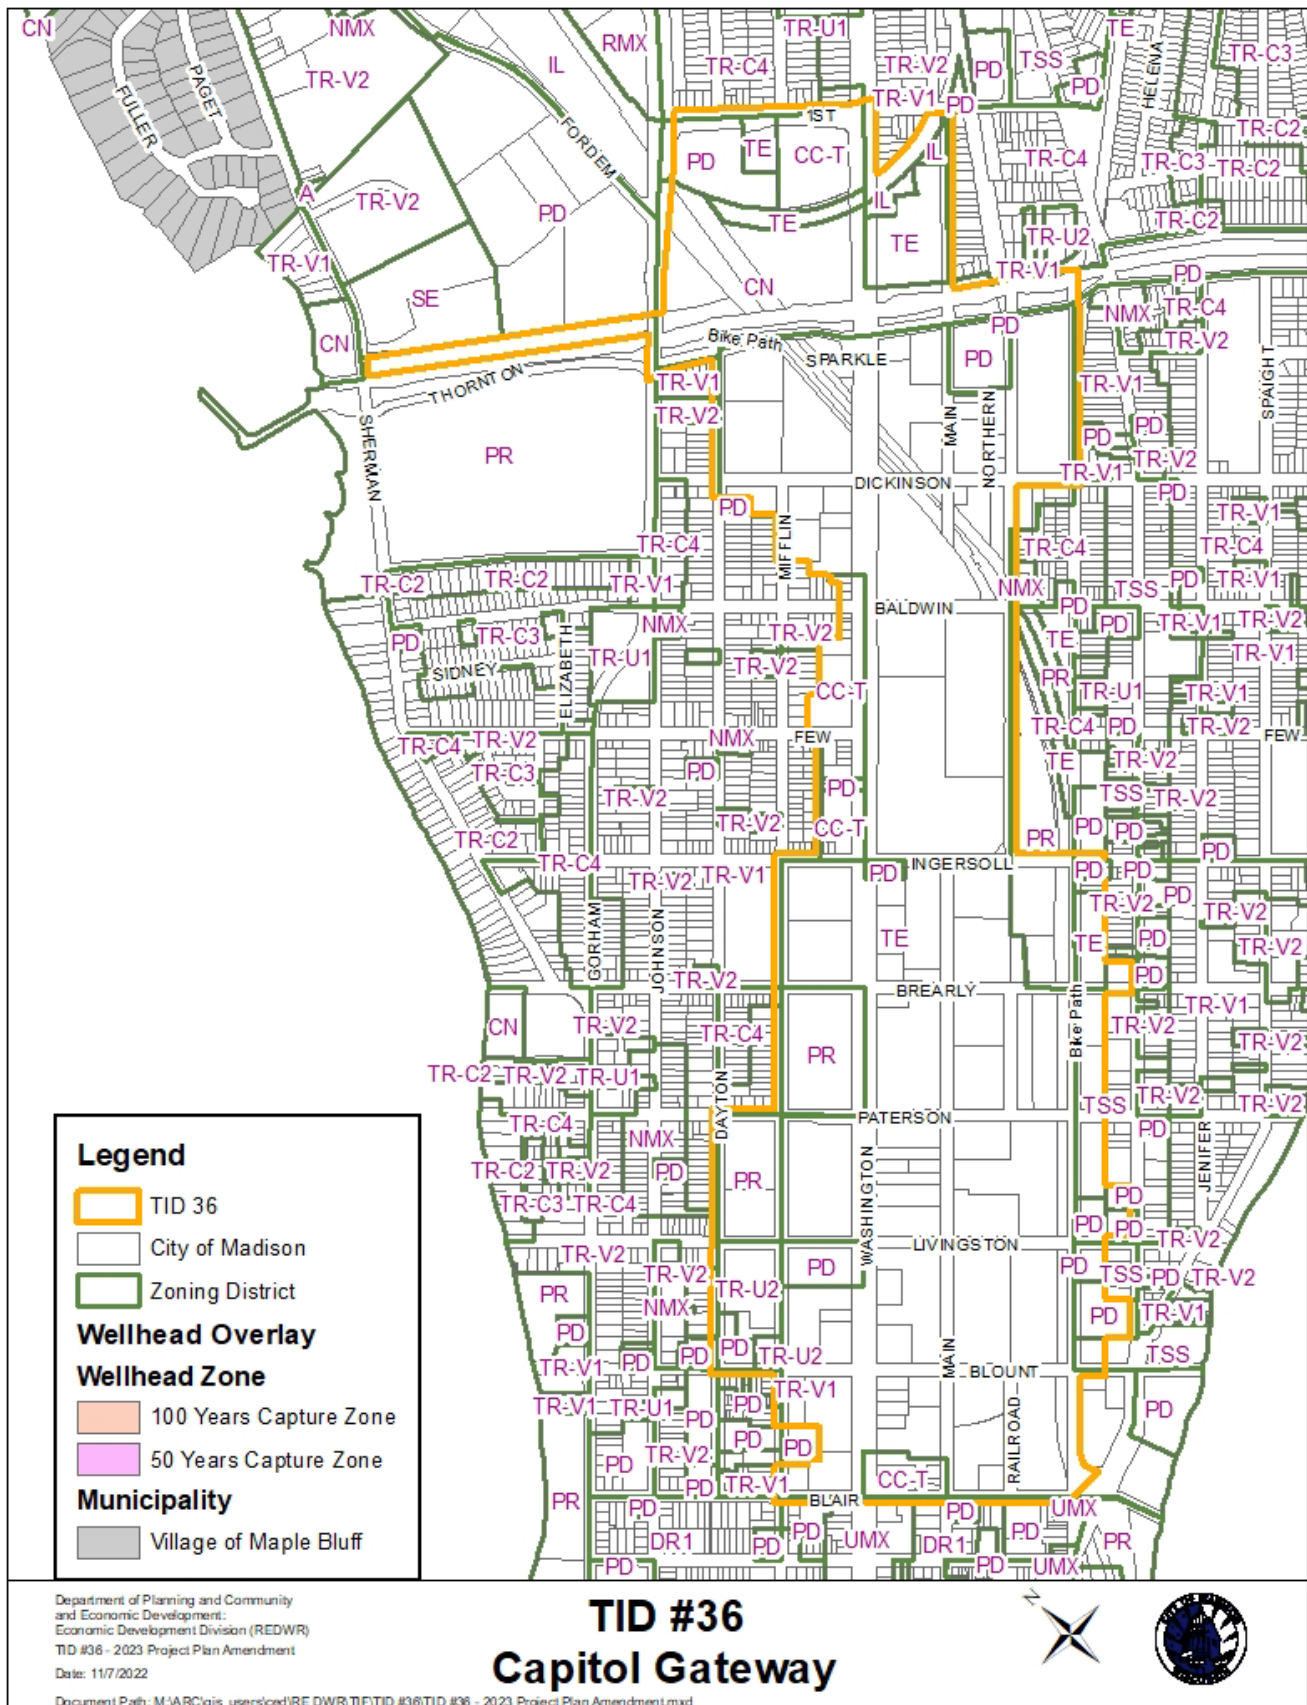 CN
NMX
TR-U1
TE
RMX
IL
TR-C4
TR-V2
PD
TSS
TR-C3
TR-V2
PAGET
FULLER
HELENA
PD
TR-V1
PD
1ST
FORDEM
TE
CC-T
IL
TR-C2
PD
TR-C4
TR-C3
TR-C2
A
TR-V2
IL
PD
TE
TE
TR-C2
TR-U2
TR-V1
TR-V1
PD
SE
CN
NMX
TR-C4
PD
CN
Bike Path
SPARKLE
PD
TR-V2
THORNTON
TR-V1
TR-V1
SPAIGHT
TR-V2
SHERMAN
MAIN
NORTHERN
PD
PD
PR
TR-V2
TR-V1
DICKINSON
PD
PD
TR-V1
MIFFLIN
TR-C4
TR-C4
TR-C4
TR-C2
TR-C2
TR-V1
NMX
TSS
PD
TR-V1
BALDWIN
PD
NMX
TR-V2
PD
TR-V1
TR-V2
PD
TR-C3
TE
TR-U1
TR-V2
TR-V1
SIDNEY
ELIZABETH
PR
TR-U1
TR-V1
CC-T
TR-C4
PD
TR-V2
TR-C4
TR-V2
NMX
FEW
FEW
TR-C3
PD
TE
TR-V2
PD
TSS
TR-V2
TR-V2
TR-V2
CC-T
PD
PD
TR-C2
PR
PD
TR-C4
INGERSOLL
TR-V2
TR-V1
PD
PD
PD
PD
TR-V2
TR-V2
GORHAM
JOHNSON
TE
TE
PD
TR-V2
TR-V2
PD
BREARLY
TR-V1
CN
TR-V2
TR-C4
Bike Path
TR-V2
TR-V2
PR
TR-C2
TR-V2
TR-U1
TR-V2
TR-V2
DAYTON
TSS
TR-C4
NMX
PATERSON
PD
JENIFER
TR-C2
TR-V2
PD
PR
WASHINGTON
TR-C3
TR-C4
PD
PD
PD
LIVINGSTON
TR-V2
TR-V2
TR-V2
PD
PD
TSS
PD
TR-V2
PR
TR-U2
NMX
PD
TR-V1
PD
PD
TR-U2
MAIN
TSS
TR-V1
PD
PD
BLOUNT
TR-V1
TR-V1
TR-U1
PD
PD
PD
RAILROAD
PD
PD
TR-V2
PD
CC-T
PD
TR-V1
PR
PD
BLAIR
PD
UMX
DR1
PD
PD
UMX
DR1
PD
PR
PD
PD
UMX
Legend
TID 36
City of Madison
Zoning District
Wellhead Overlay
Wellhead Zone
100 Years Capture Zone
50 Years Capture Zone
Municipality
Village of Maple Bluff
Department of Planning and Community
and Economic Development:
Economic Development Division (REDWR)
TID #36 - 2023 Project Plan Amendment
Date: 11/7/2022
Document Path: M:\ARC\gis_users\ced\REDWR\TIF\TID #36\TID #36 - 2023 Project Plan Amendment.mxd
TID #36
Capitol Gateway
N